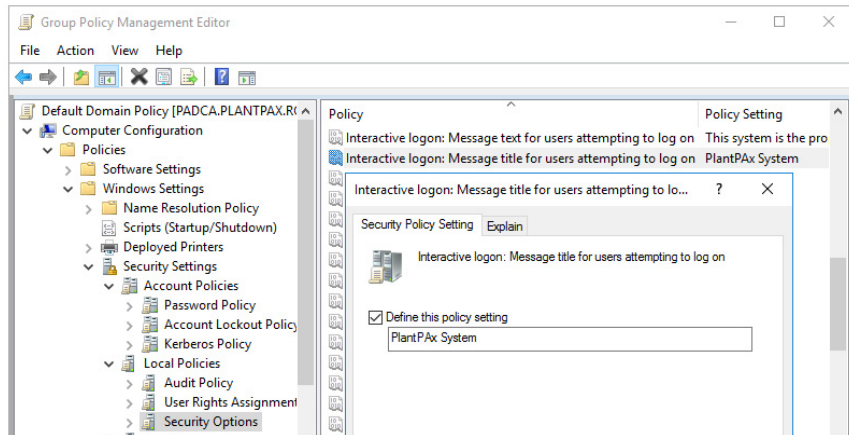 Group Policy Management Editor
File Action View Help
Default Domain Policy [PADCA.PLANTPAX.RO
Computer Configuration
Policies
Software Settings
Windows Settings
Name Resolution Policy
Scripts (Startup/Shutdown)
Deployed Printers
Security Settings
Account Policies
Password Policy
Account Lockout Policy
Kerberos Policy
Local Policies
Audit Policy
User Rights Assignment
Security Options
Policy Policy Setting
Interactive logon: Message text for users attempting to log on This system is the pro
Interactive logon: Message title for users attempting to log on PlantPAx System
Interactive logon: Message title for users attempting to lo... ? 
Security Policy Setting Explain
Interactive logon: Message title for users attempting to log on
Define this policy setting
PlantPAx System